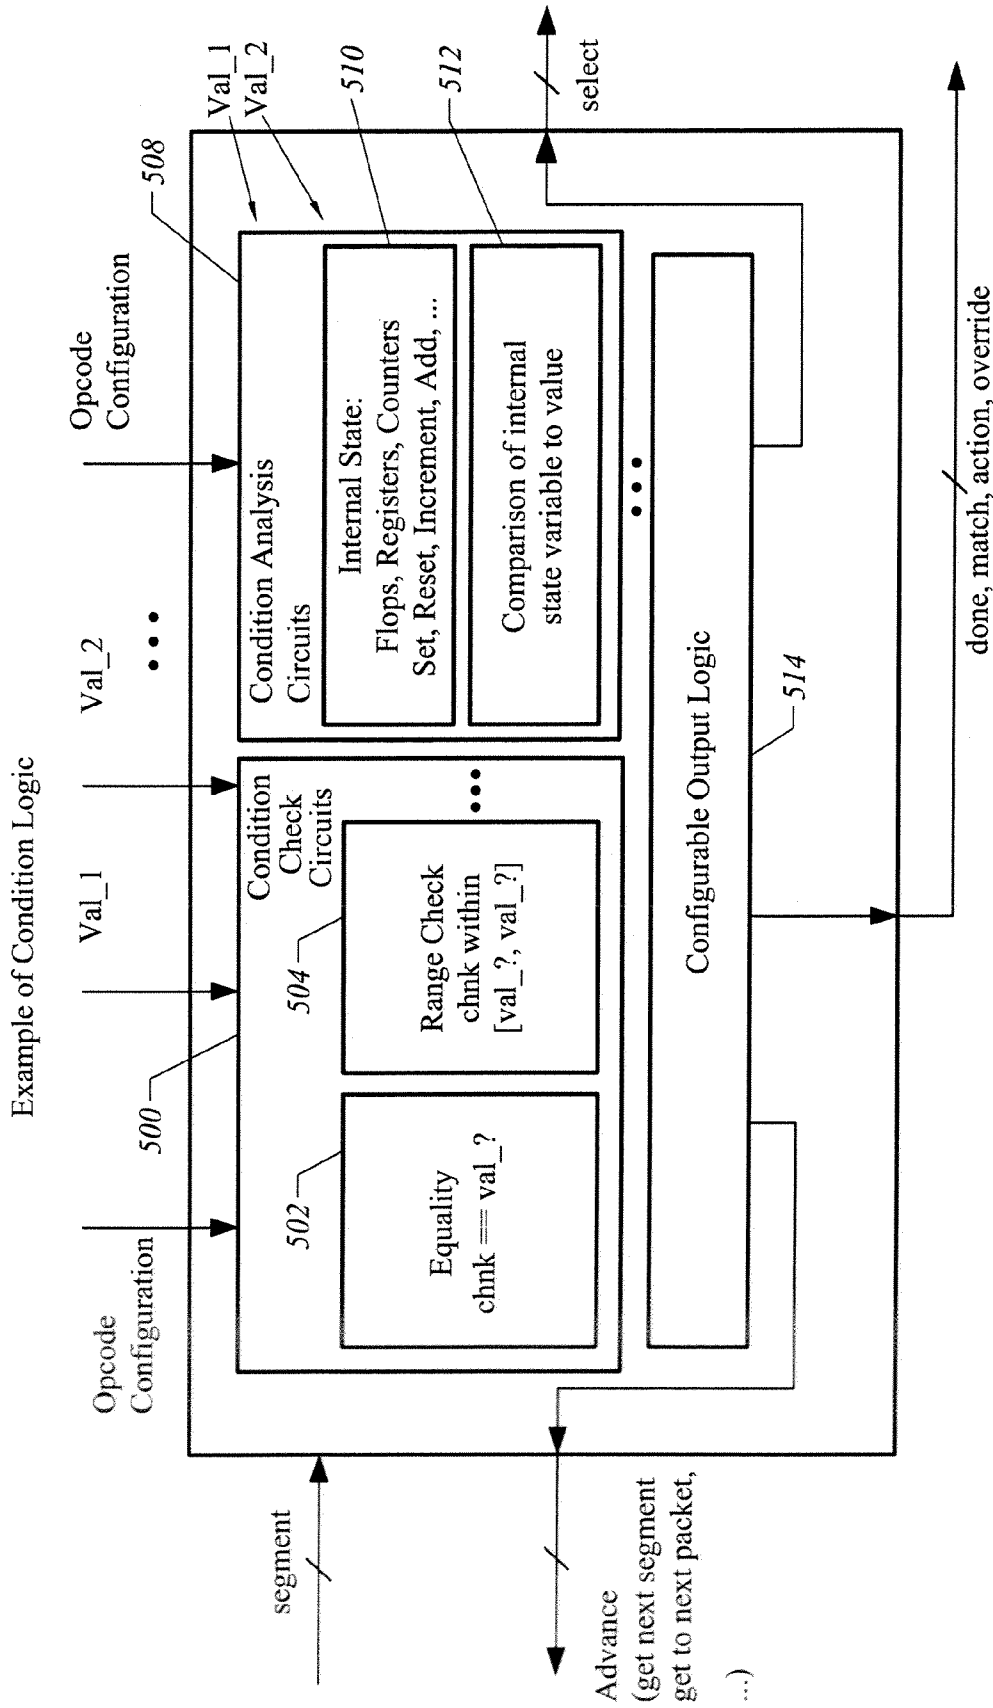 Example of Condition Logic
Opcode
Configuration
Val_1
Val_2
•••
Opcode
Configuration
500
508
Val_1
Val_2
510
512
segment
Condition
Check
Circuits
502
504
Equality
chnk == val_?
Range Check
chnk within
[val_?, val_?]
•••
Condition Analysis
Circuits
Internal State:
Flops, Registers, Counters
Set, Reset, Increment, Add, ...
Comparison of internal
state variable to value
•••
Configurable Output Logic
514
select
Advance
(get next segment
get to next packet,
...)
done, match, action, override